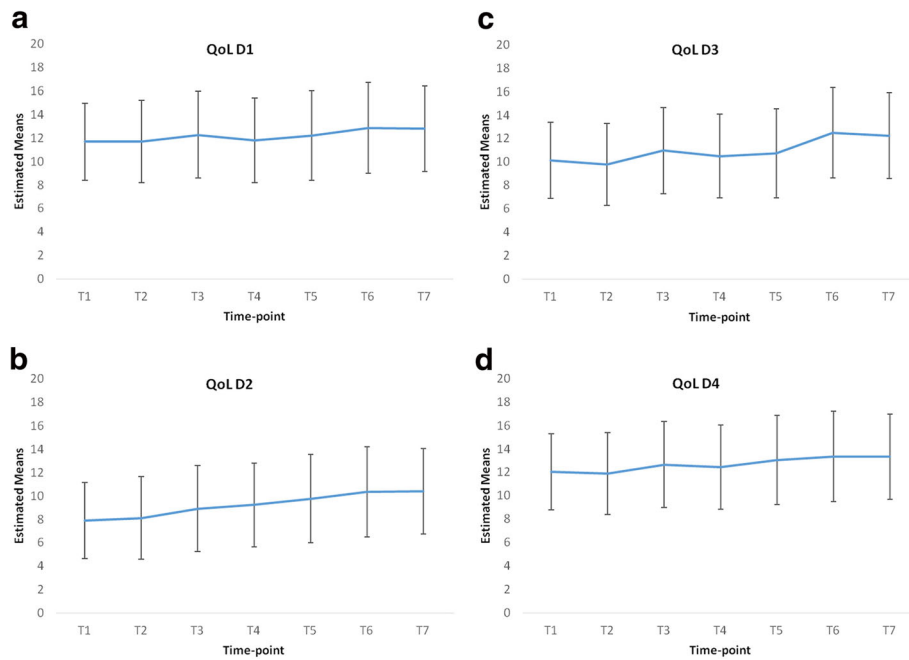 a
QoL D1
Estimated Means
20
18
16
14
12
10
8
6
4
2
0
T1 T2 T3 T4 T5 T6 T7
Time-point
b
QoL D2
Estimated Means
20
18
16
14
12
10
8
6
4
2
0
T1 T2 T3 T4 T5 T6 T7
Time-point
c
QoL D3
Estimated Means
20
18
16
14
12
10
8
6
4
2
0
T1 T2 T3 T4 T5 T6 T7
Time-point
d
QoL D4
Estimated Means
20
18
16
14
12
10
8
6
4
2
0
T1 T2 T3 T4 T5 T6 T7
Time-point